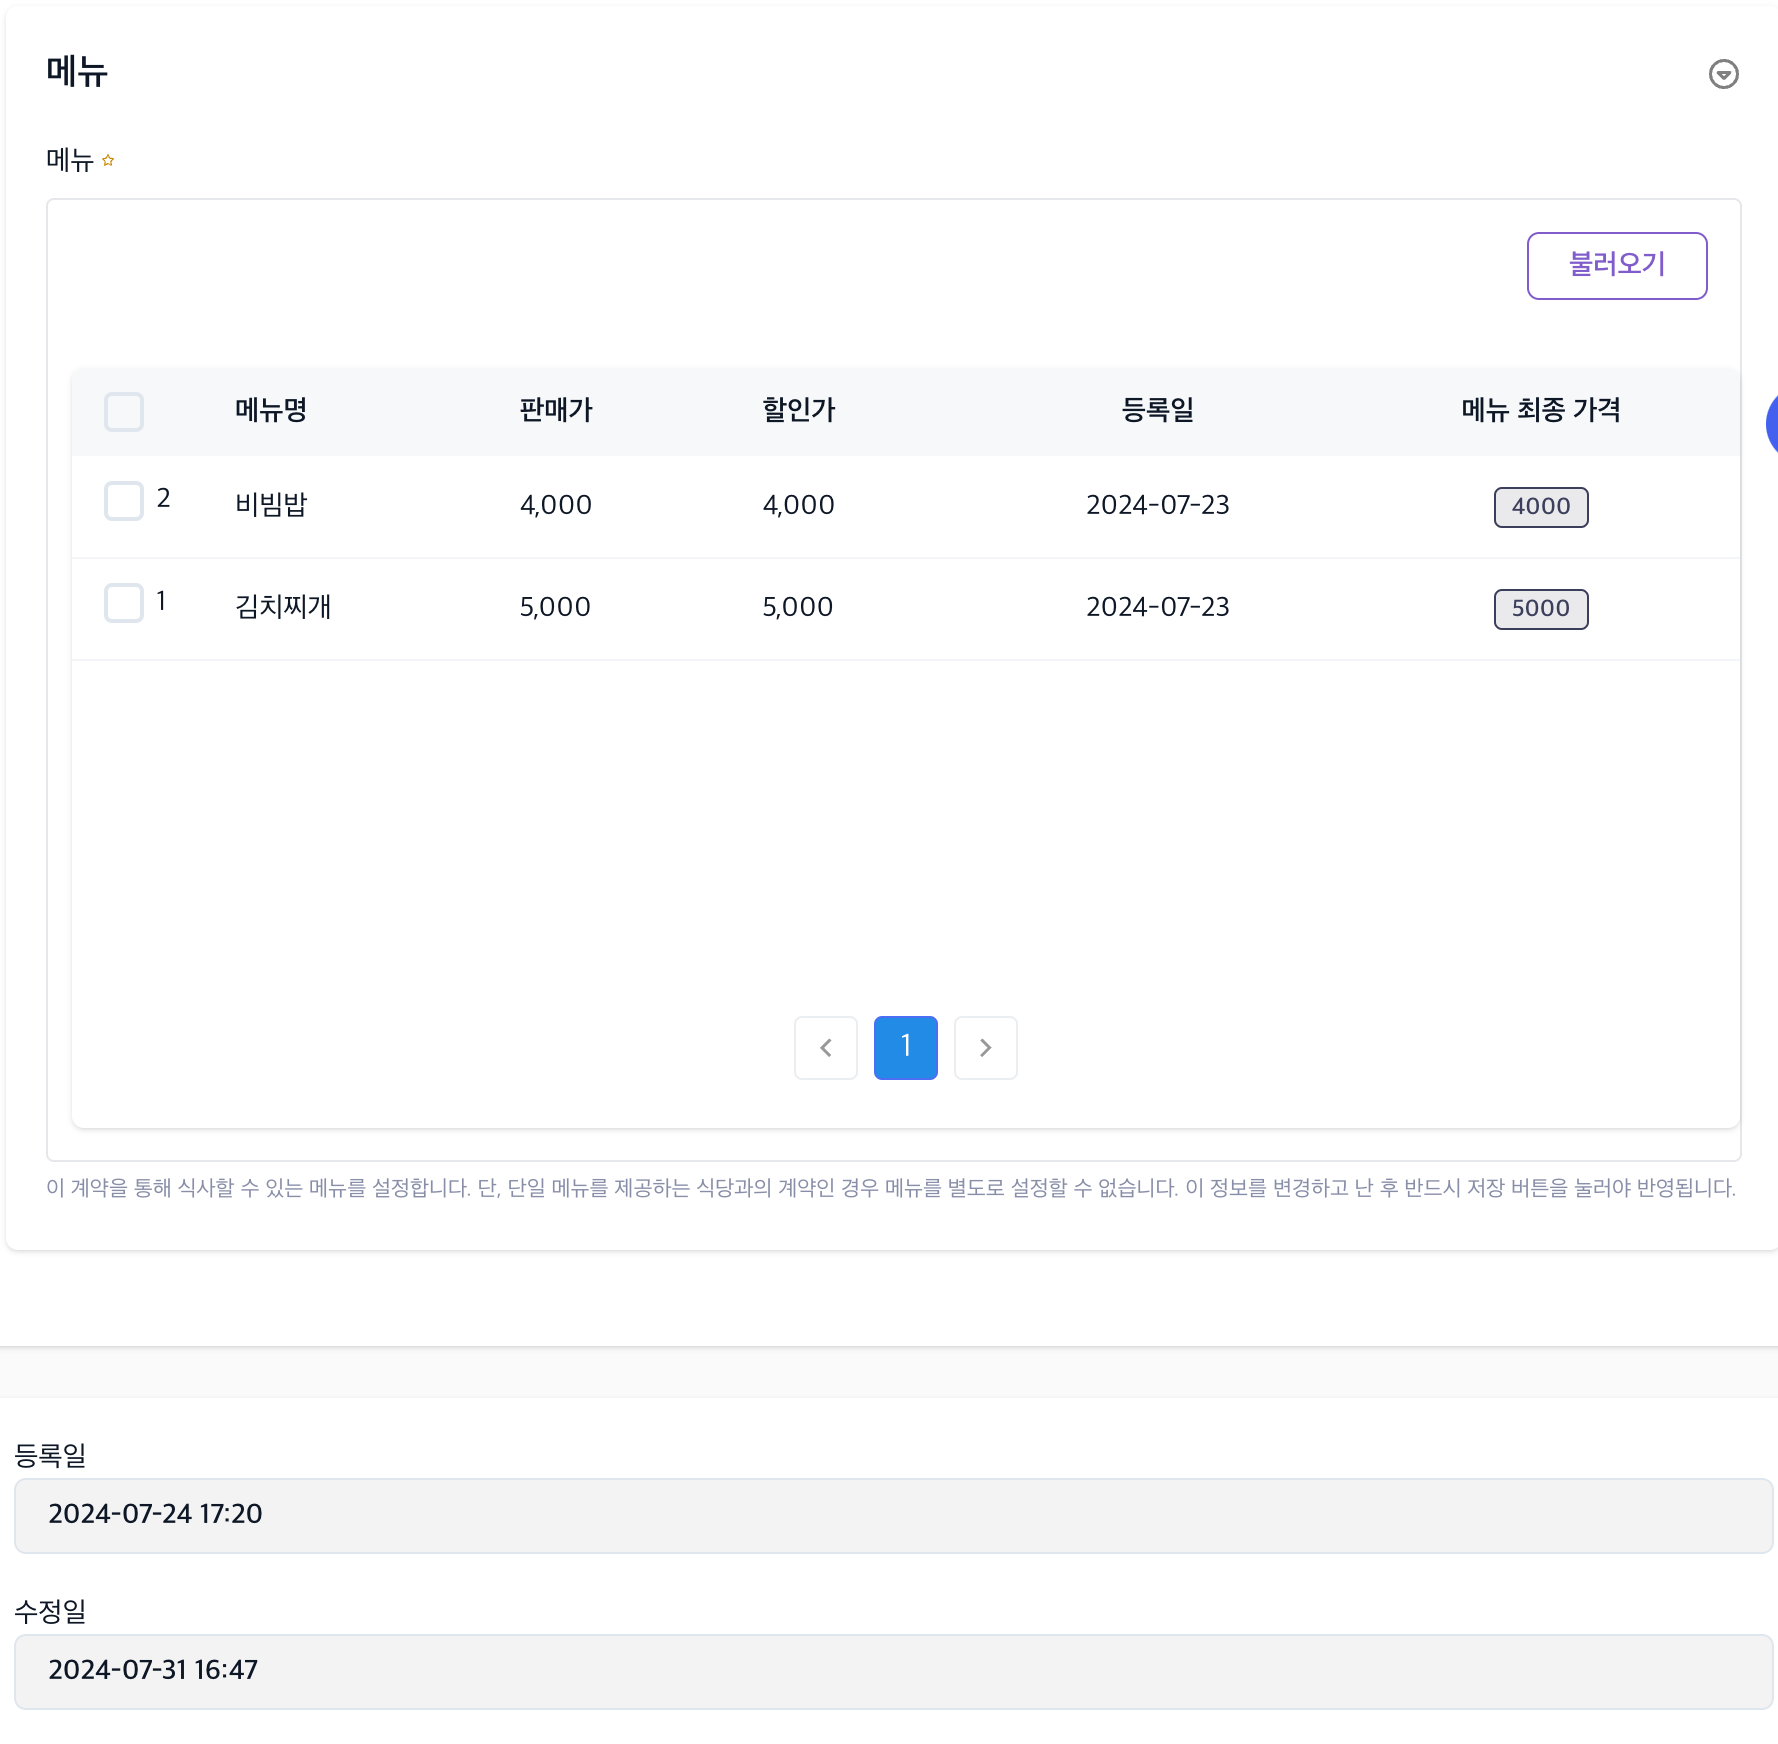 메뉴
메뉴
불러오기
메뉴명 판매가 할인가 등록일 메뉴 최종 가격
2 비빔밥 4,000 4,000 2024-07-23 4000
1 김치찌개 5,000 5,000 2024-07-23 5000
1
이 계약을 통해 식사할 수 있는 메뉴를 설정합니다. 단, 단일 메뉴를 제공하는 식당과의 계약인 경우 메뉴를 별도로 설정할 수 없습니다. 이 정보를 변경하고 난 후 반드시 저장 버튼을 눌러야 반영됩니다.
등록일
2024-07-24 17:20
수정일
2024-07-31 16:47